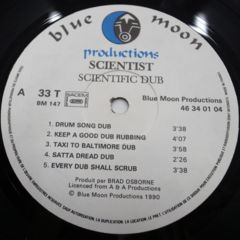 blue moon
productions
SCIENTIST
SCIENTIFIC DUB
A 33 T
BM 147
SACEM
Blue Moon Productions
46 34 01 04
1. DRUM SONG DUB 3'38
2. KEEP A GOOD DUB RUBBING 4'07
3. TAXI TO BALTIMORE DUB 3'58
4. SATTA DREAD DUB 5'26
5. EVERY DUB SHALL SCRUB 3'38
Produit par BRAD OSBORNE
Licenced from A & A Productions
© Blue Moon Productions 1990